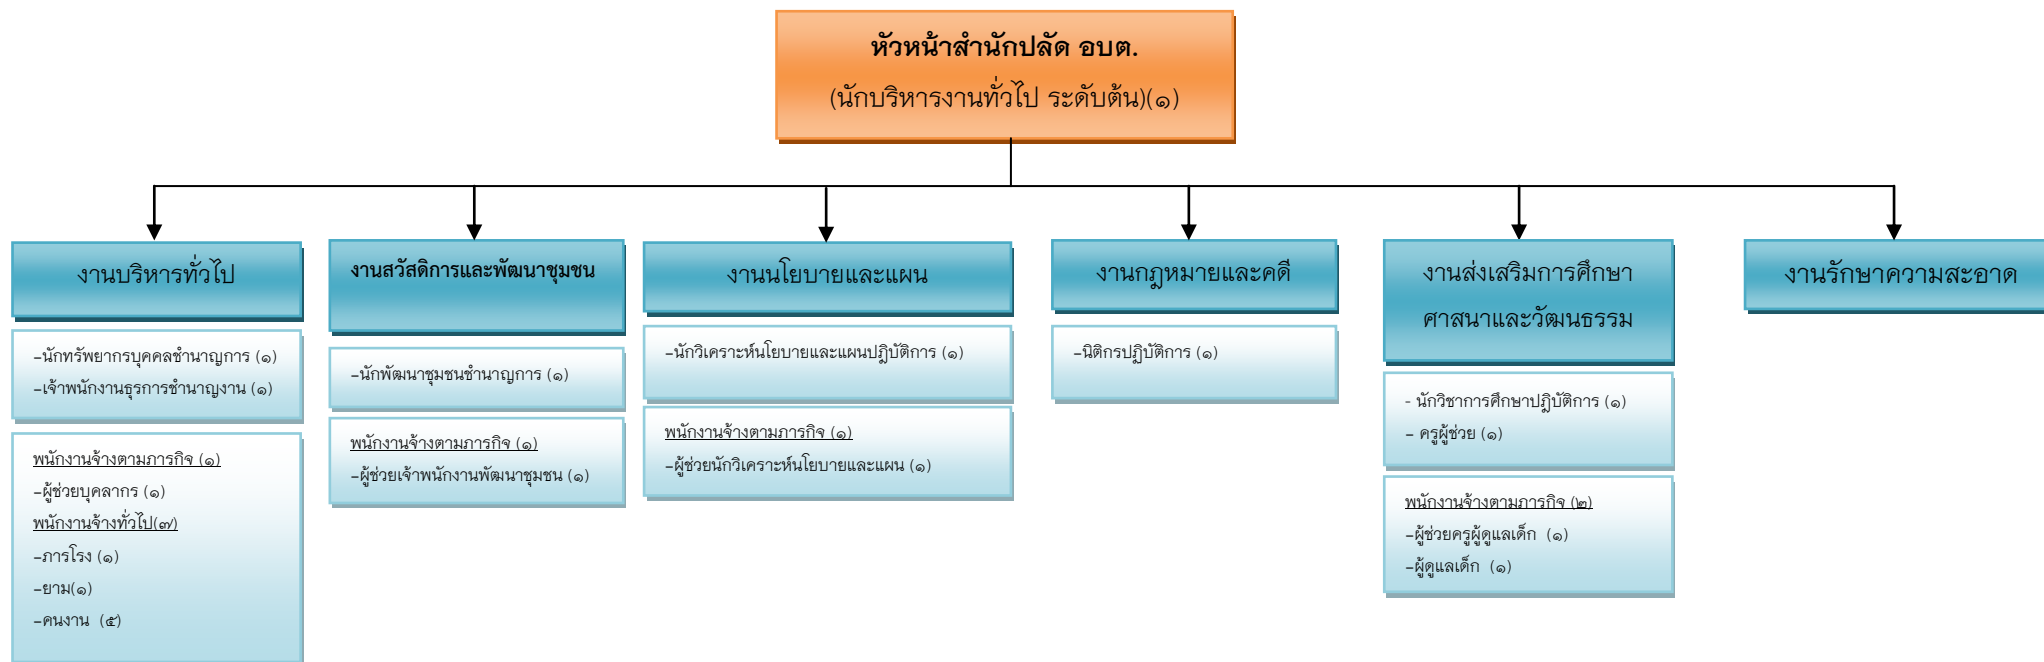 หัวหน้าสำนักปลัด อบต.
(นักบริหารงานทั่วไป ระดับต้น)(๑)
งานบริหารทั่วไป
-นักทรัพยากรบุคคลชำนาญการ (๑)
-เจ้าพนักงานธุรการชำนาญงาน (๑)
พนักงานจ้างตามภารกิจ (๑)
-ผู้ช่วยบุคลากร (๑)
พนักงานจ้างทั่วไป(๗)
-ภารโรง (๑)
-ยาม(๑)
-คนงาน (๕)
งานสวัสดิการและพัฒนาชุมชน
-นักพัฒนาชุมชนชำนาญการ (๑)
พนักงานจ้างตามภารกิจ (๑)
-ผู้ช่วยเจ้าพนักงานพัฒนาชุมชน (๑)
งานนโยบายและแผน
-นักวิเคราะห์นโยบายและแผนปฏิบัติการ (๑)
พนักงานจ้างตามภารกิจ (๑)
-ผู้ช่วยนักวิเคราะห์นโยบายและแผน (๑)
งานกฎหมายและคดี
-นิติกรปฏิบัติการ (๑)
งานส่งเสริมการศึกษา
ศาสนาและวัฒนธรรม
- นักวิชาการศึกษาปฏิบัติการ (๑)
- ครูผู้ช่วย (๑)
พนักงานจ้างตามภารกิจ (๒)
-ผู้ช่วยครูผู้ดูแลเด็ก (๑)
-ผู้ดูแลเด็ก (๑)
งานรักษาความสะอาด